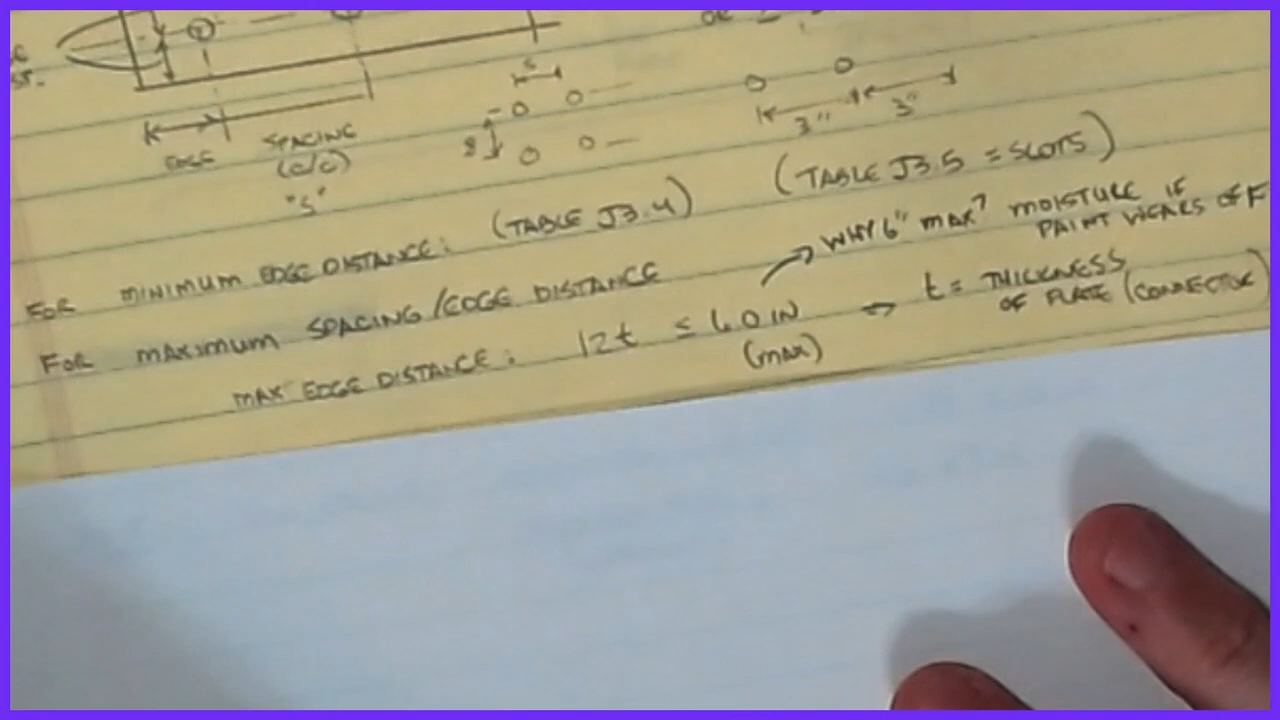 ST.
EDGE
SPACING
(c/c)
"S"
S
S
3" 3"
(TABLE J3.5 = SLOTS)
FOR MINIMUM EDGE DISTANCE: (TABLE J3.4)
WHY 6" MAX? MOISTURE IF
PAINT WEARS OFF
FOR MAXIMUM SPACING/EDGE DISTANCE
MAX EDGE DISTANCE: 12t ≤ 6.0 IN → t = THICKNESS
(MAX) OF PLATE (CONNECTOR)